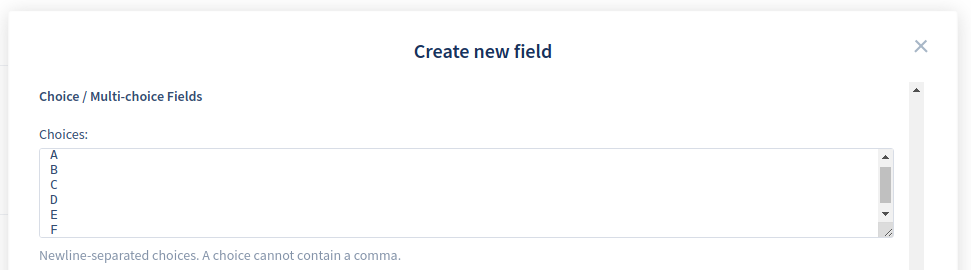 Create new field
Choice / Multi-choice Fields
Choices:
A
B
C
D
E
F
Newline-separated choices. A choice cannot contain a comma.